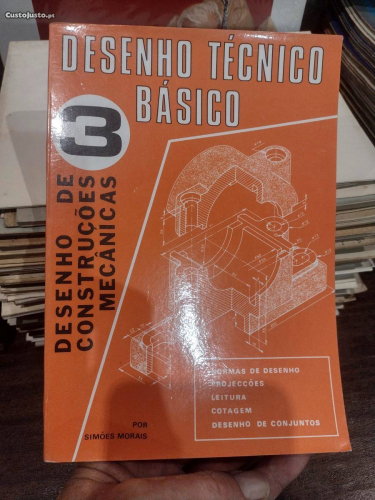 CustoJusto.pt
DESENHO TÉCNICO
BÁSICO
3
DESENHO DE
CONSTRUÇÕES
MECÂNICAS
NORMAS DE DESENHO
PROJECÇÕES
LEITURA
COTAGEM
DESENHO DE CONJUNTOS
POR
SIMÕES MORAIS